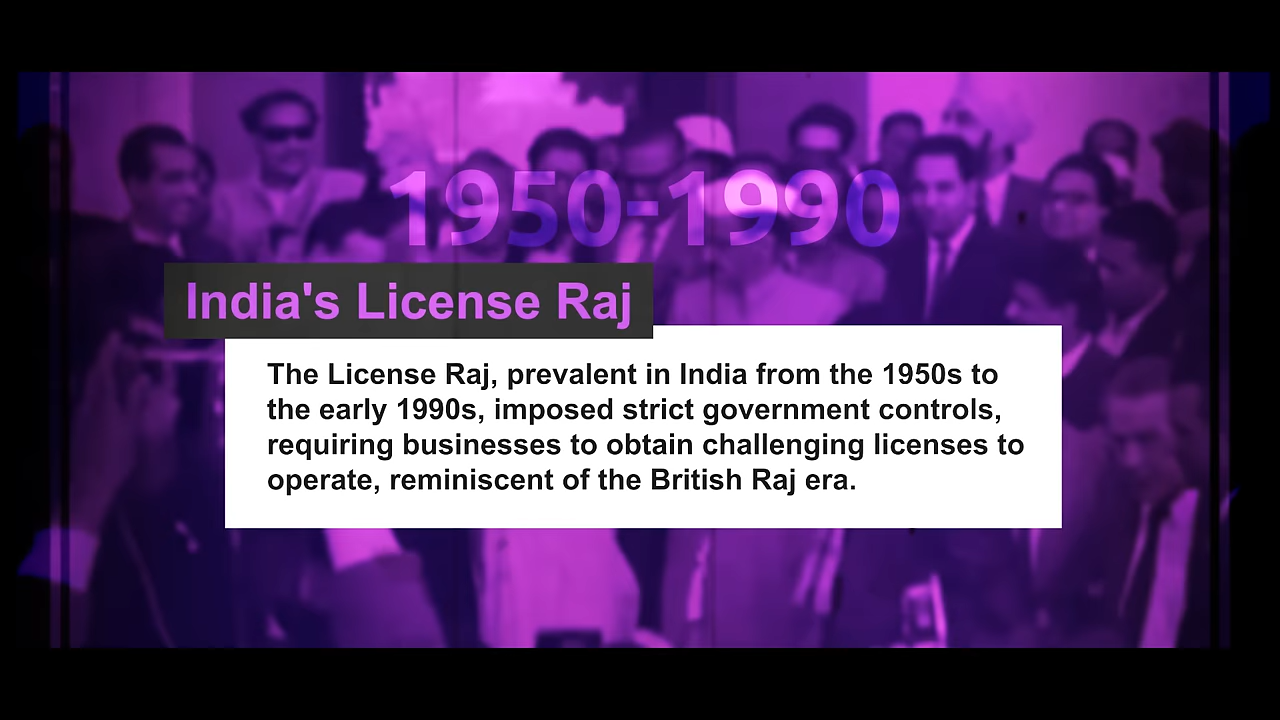 1950-1990
India's License Raj
The License Raj, prevalent in India from the 1950s to
the early 1990s, imposed strict government controls,
requiring businesses to obtain challenging licenses to
operate, reminiscent of the British Raj era.